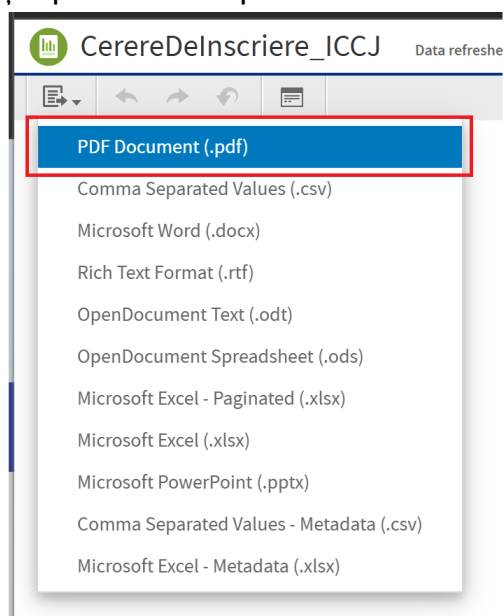 CerereDeInscriere_ICCJ Data refreshe
PDF Document (.pdf)
Comma Separated Values (.csv)
Microsoft Word (.docx)
Rich Text Format (.rtf)
OpenDocument Text (.odt)
OpenDocument Spreadsheet (.ods)
Microsoft Excel - Paginated (.xlsx)
Microsoft Excel (.xlsx)
Microsoft PowerPoint (.pptx)
Comma Separated Values - Metadata (.csv)
Microsoft Excel - Metadata (.xlsx)